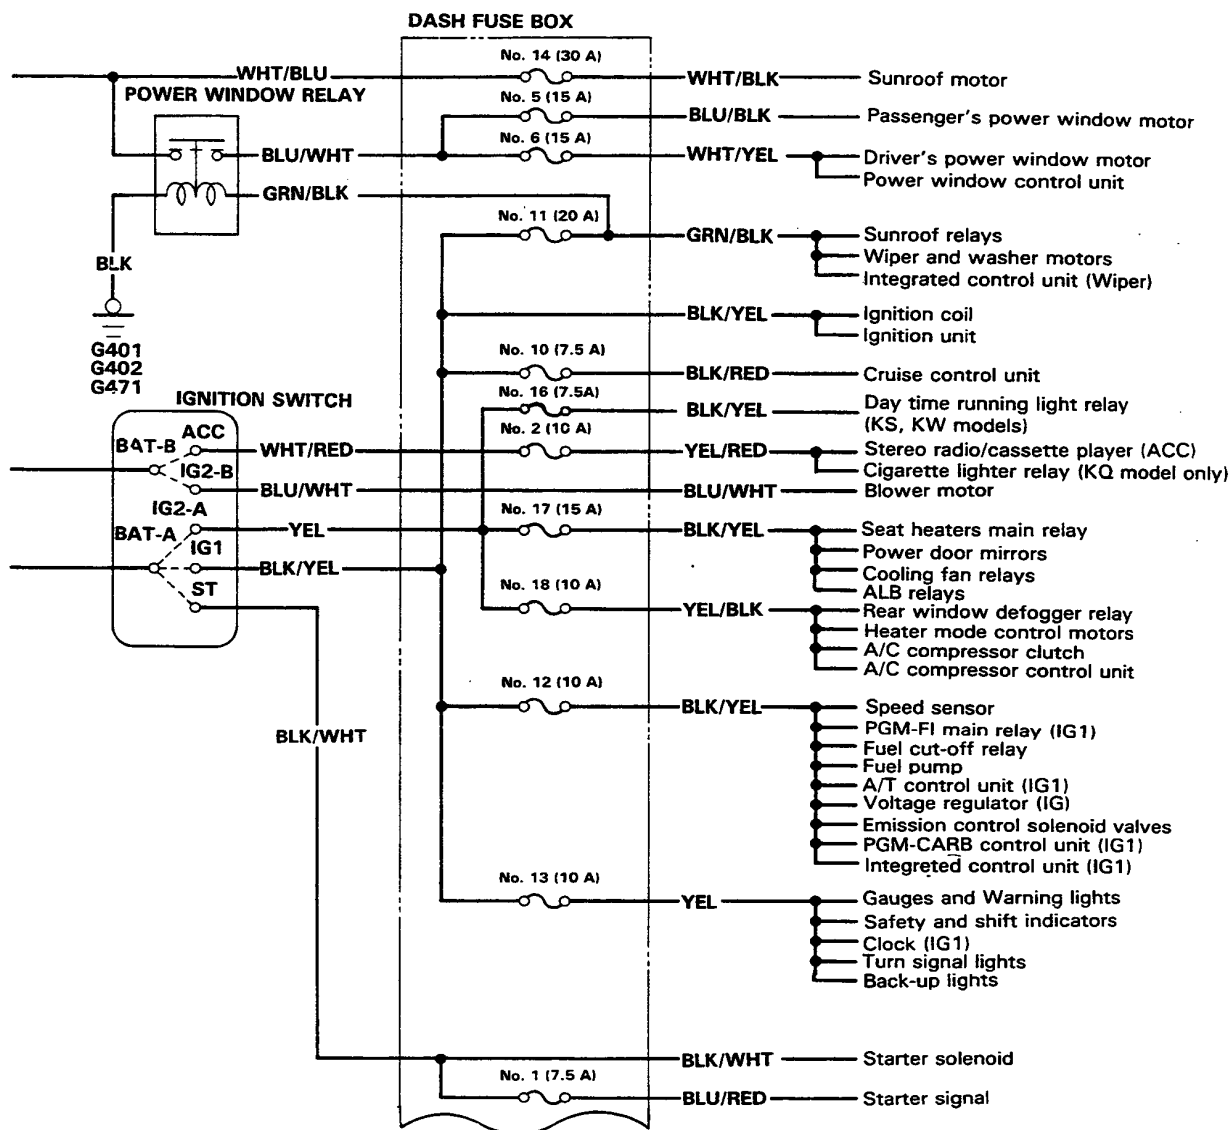 DASH FUSE BOX
No. 14 (30 A)
WHT/BLU
WHT/BLK
Sunroof motor
POWER WINDOW RELAY
No. 5 (15 A)
BLU/BLK
Passenger's power window motor
No. 6 (15 A)
BLU/WHT
WHT/YEL
Driver's power window motor
Power window control unit
GRN/BLK
No. 11 (20 A)
GRN/BLK
Sunroof relays
Wiper and washer motors
Integrated control unit (Wiper)
BLK
BLK/YEL
Ignition coil
Ignition unit
G401
G402
G471
No. 10 (7.5 A)
BLK/RED
Cruise control unit
IGNITION SWITCH
No. 16 (7.5A)
BLK/YEL
Day time running light relay
(KS, KW models)
ACC
BAT-B
WHT/RED
No. 2 (10 A)
YEL/RED
Stereo radio/cassette player (ACC)
Cigarette lighter relay (KQ model only)
IG2-B
BLU/WHT
BLU/WHT
Blower motor
IG2-A
No. 17 (15 A)
BAT-A
YEL
BLK/YEL
Seat heaters main relay
Power door mirrors
Cooling fan relays
ALB relays
IG1
BLK/YEL
ST
No. 18 (10 A)
YEL/BLK
Rear window defogger relay
Heater mode control motors
A/C compressor clutch
A/C compressor control unit
No. 12 (10 A)
BLK/YEL
Speed sensor
PGM-FI main relay (IG1)
Fuel cut-off relay
Fuel pump
A/T control unit (IG1)
Voltage regulator (IG)
Emission control solenoid valves
PGM-CARB control unit (IG1)
Integreted control unit (IG1)
BLK/WHT
No. 13 (10 A)
YEL
Gauges and Warning lights
Safety and shift indicators
Clock (IG1)
Turn signal lights
Back-up lights
BLK/WHT
Starter solenoid
No. 1 (7.5 A)
BLU/RED
Starter signal